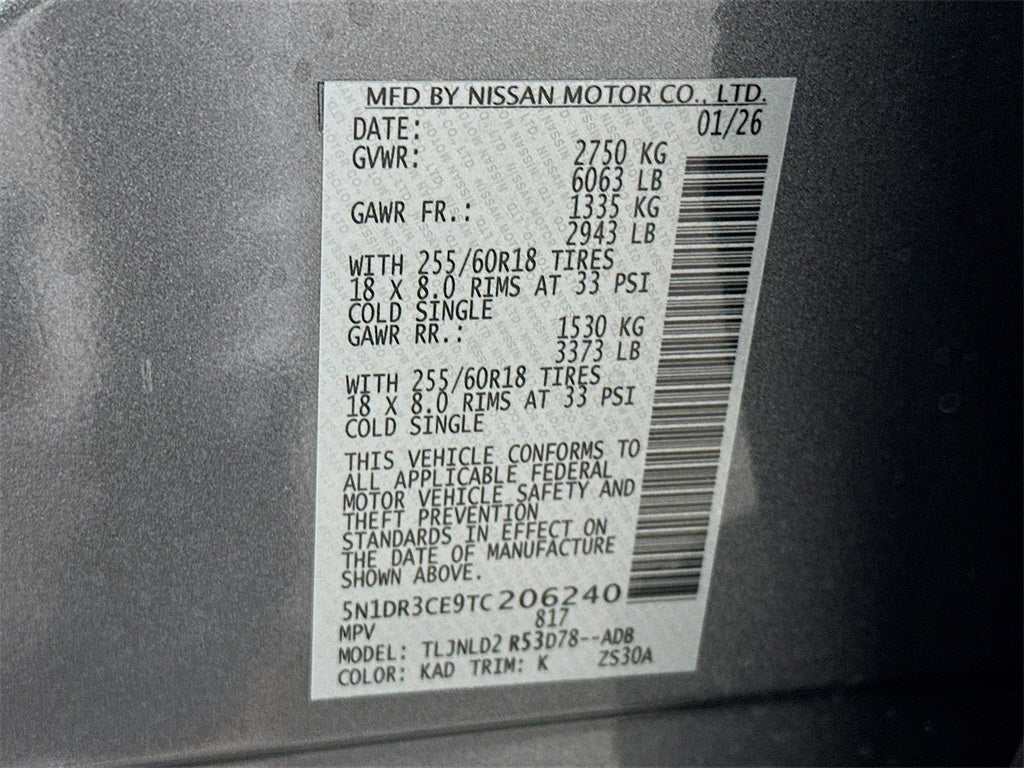 MFD BY NISSAN MOTOR CO., LTD.
DATE: 01/26
GVWR: 2750 KG
6063 LB
GAWR FR.: 1335 KG
2943 LB
WITH 255/60R18 TIRES
18 X 8.0 RIMS AT 33 PSI
COLD SINGLE
GAWR RR.: 1530 KG
3373 LB
WITH 255/60R18 TIRES
18 X 8.0 RIMS AT 33 PSI
COLD SINGLE
THIS VEHICLE CONFORMS TO
ALL APPLICABLE FEDERAL
MOTOR VEHICLE SAFETY AND
THEFT PREVENTION
STANDARDS IN EFFECT ON
THE DATE OF MANUFACTURE
SHOWN ABOVE.
5N1DR3CE9TC206240
MPV 817
MODEL: TLJNLD2 R53D78--ADB
COLOR: KAD TRIM: K ZS30A